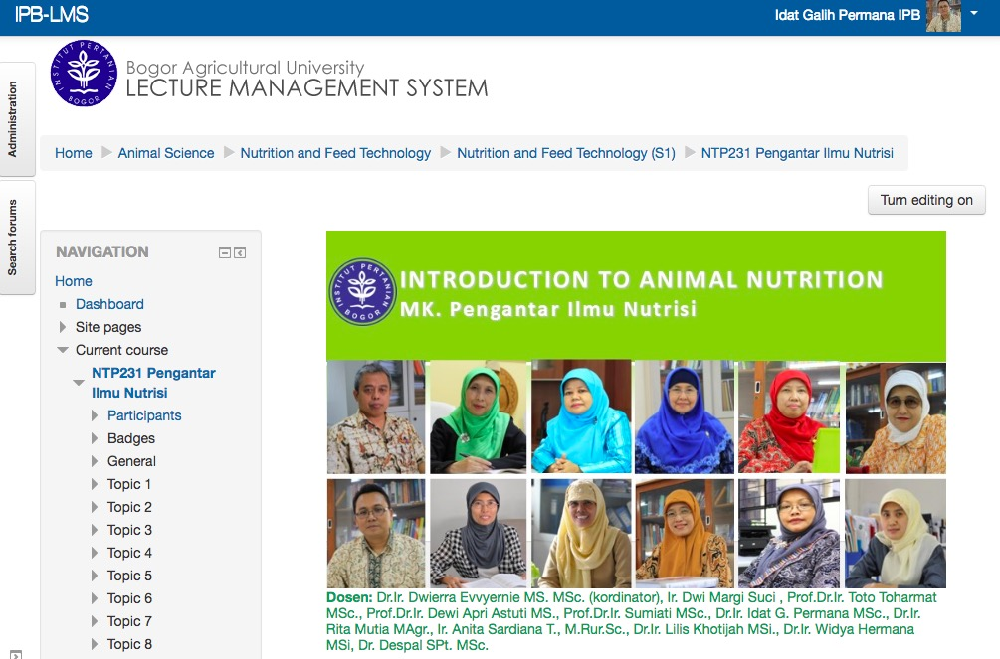 IPB-LMS
Idat Galih Permana IPB
INSTITUT PERTANIAN BOGOR
Bogor Agricultural University
LECTURE MANAGEMENT SYSTEM
Administration
Search forums
Home Animal Science Nutrition and Feed Technology Nutrition and Feed Technology (S1) NTP231 Pengantar Ilmu Nutrisi
Turn editing on
NAVIGATION
Home
Dashboard
Site pages
Current course
NTP231 Pengantar
Ilmu Nutrisi
Participants
Badges
General
Topic 1
Topic 2
Topic 3
Topic 4
Topic 5
Topic 6
Topic 7
Topic 8
INSTITUT PERTANIAN BOGOR
INTRODUCTION TO ANIMAL NUTRITION
MK. Pengantar Ilmu Nutrisi
Dosen: Dr.Ir. Dwierra Evvyernie MS. MSc. (kordinator), Ir. Dwi Margi Suci , Prof.Dr.Ir. Toto Toharmat
MSc., Prof.Dr.Ir. Dewi Apri Astuti MS., Prof.Dr.Ir. Sumiati MSc., Dr.Ir. Idat G. Permana MSc., Dr.Ir.
Rita Mutia MAgr., Ir. Anita Sardiana T., M.Rur.Sc., Dr.Ir. Lilis Khotijah MSi., Dr.Ir. Widya Hermana
MSi, Dr. Despal SPt. MSc.